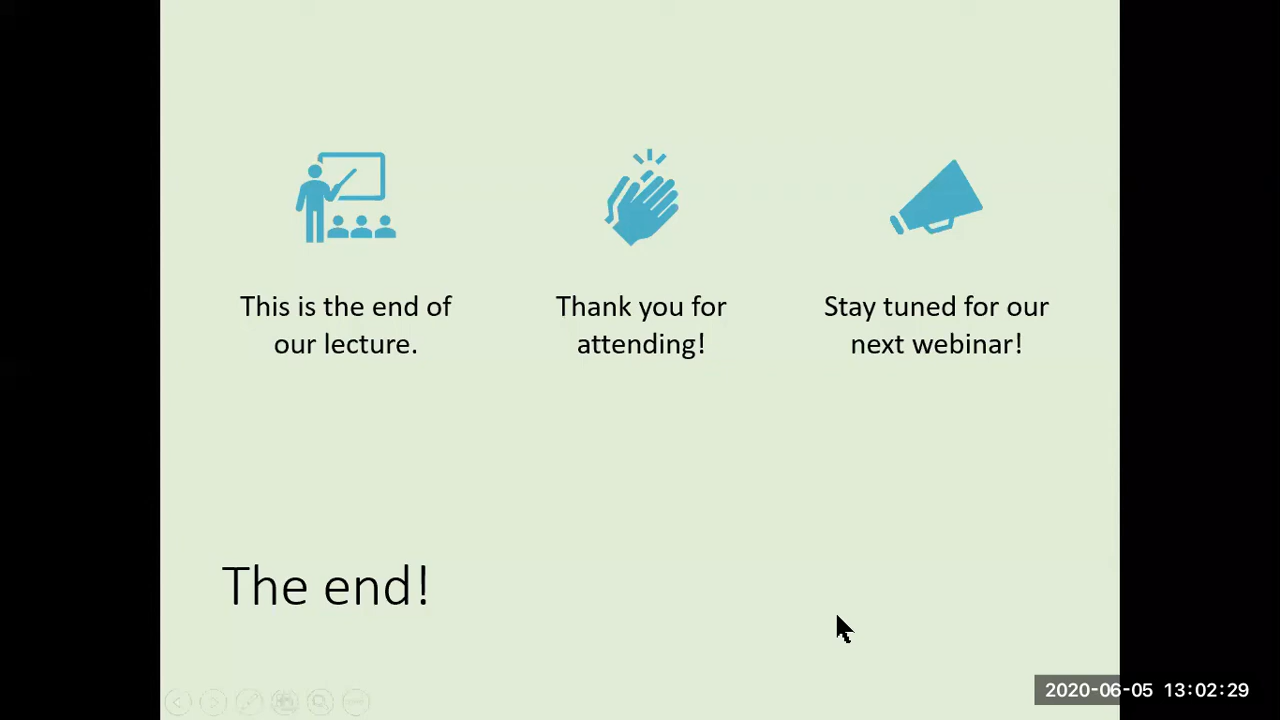 This is the end of
our lecture.
Thank you for
attending!
Stay tuned for our
next webinar!
The end!
2020-06-05 13:02:29